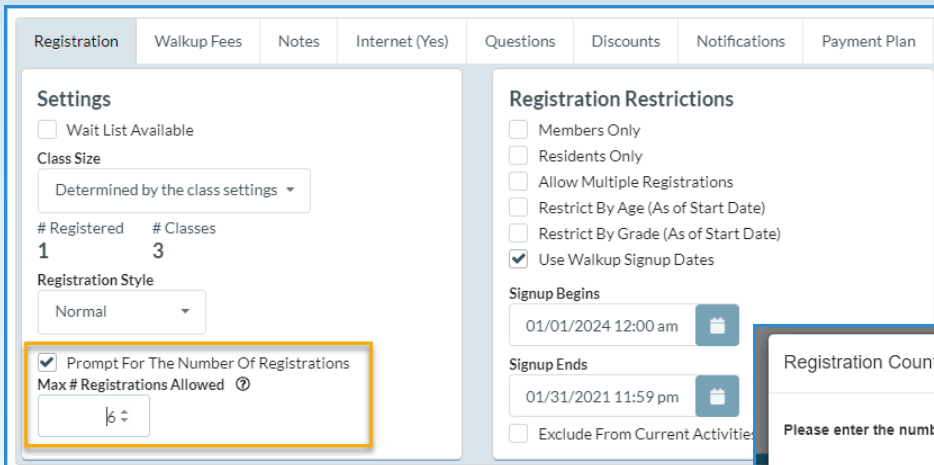 Registration Walkup Fees Notes Internet (Yes) Questions Discounts Notifications Payment Plan
Settings
Wait List Available
Class Size
Determined by the class settings
# Registered # Classes
1 3
Registration Style
Normal
Prompt For The Number Of Registrations
Max # Registrations Allowed
6
Registration Restrictions
Members Only
Residents Only
Allow Multiple Registrations
Restrict By Age (As of Start Date)
Restrict By Grade (As of Start Date)
Use Walkup Signup Dates
Signup Begins
01/01/2024 12:00 am
Signup Ends
01/31/2021 11:59 pm
Exclude From Current Activities
Registration Count
Please enter the numb